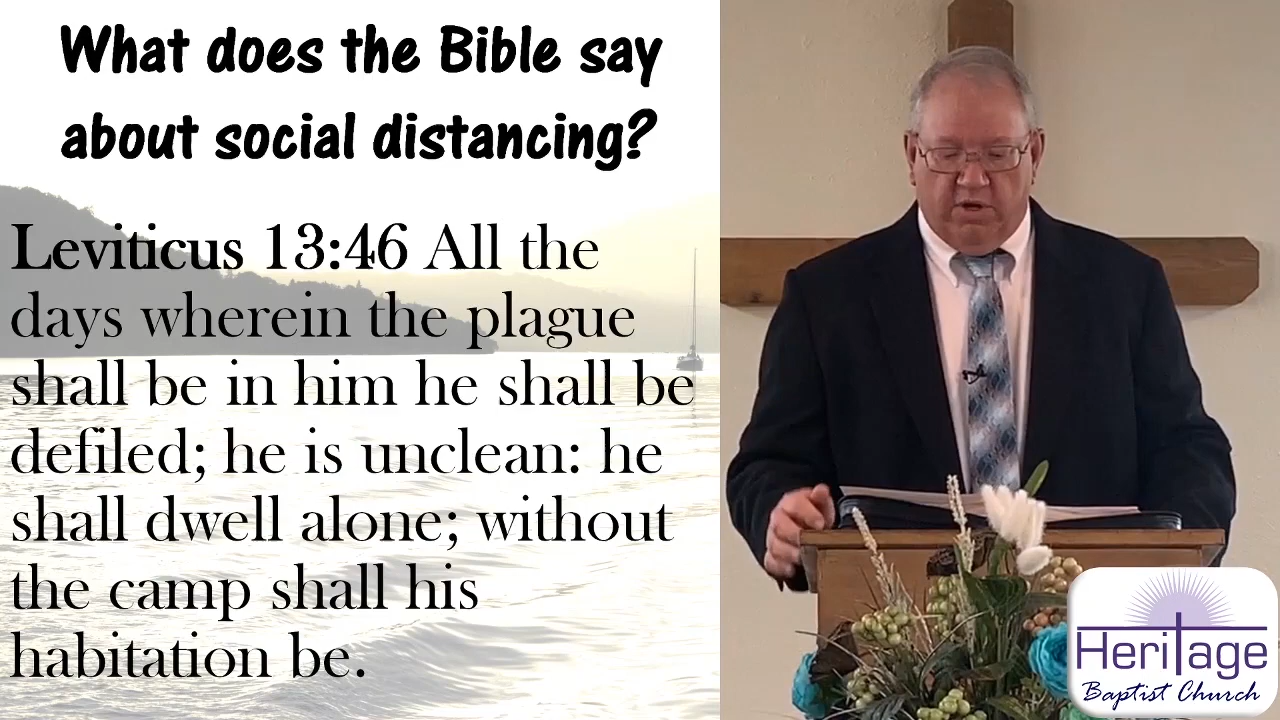 What does the Bible say
about social distancing?
Leviticus 13:46 All the
days wherein the plague
shall be in him he shall be
defiled; he is unclean: he
shall dwell alone; without
the camp shall his
habitation be.
Heritage
Baptist Church